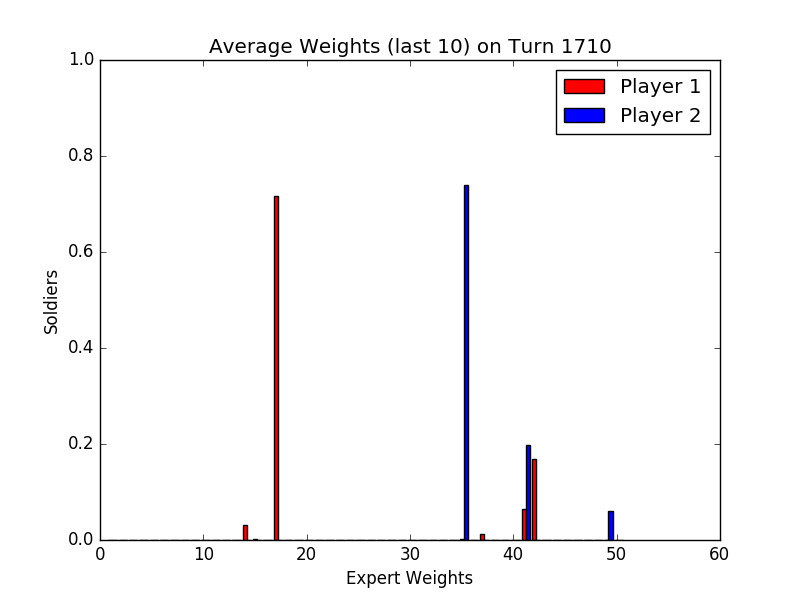 Average Weights (last 10) on Turn 1710
1.0
Player 1
Player 2
0.8
0.6
Soldiers
0.4
0.2
0.0
0 10 20 30 40 50 60
Expert Weights